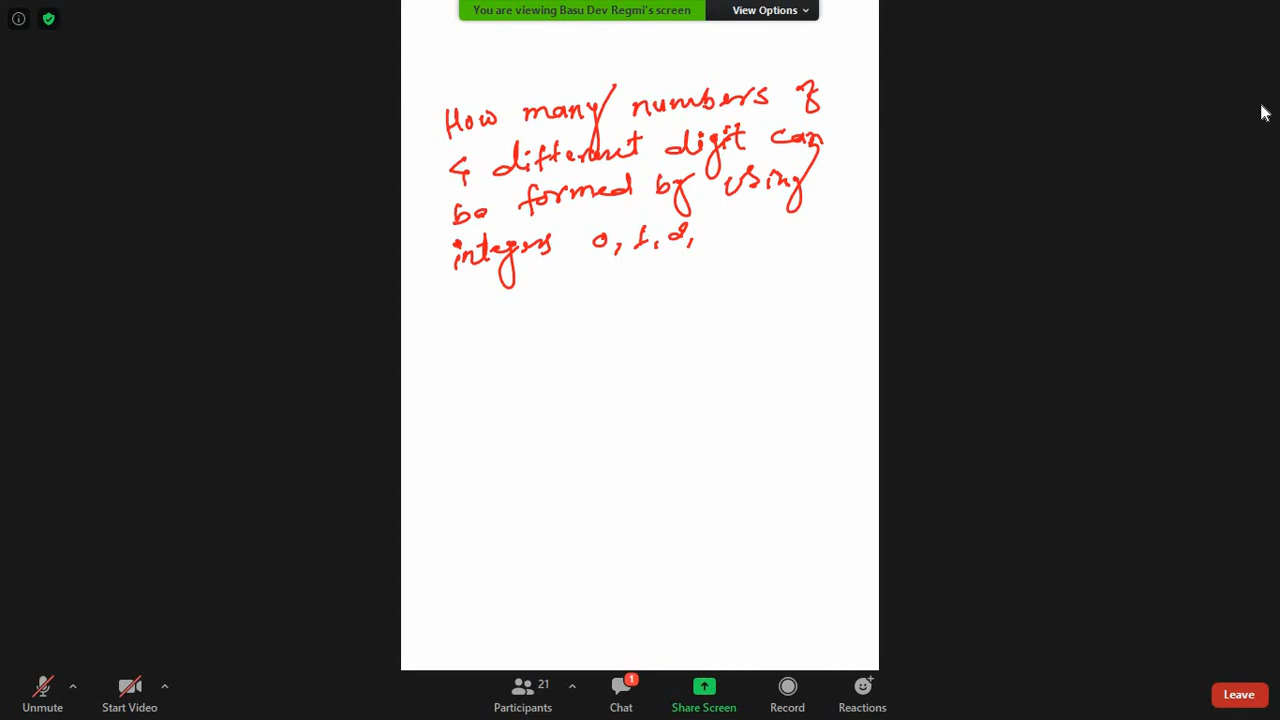 You are viewing Basu Dev Regmi's screen
View Options
How many numbers of
4 different digit can
be formed by using
integers 0, 1, 2,
21
1
Unmute
Start Video
Participants
Chat
Share Screen
Record
Reactions
Leave